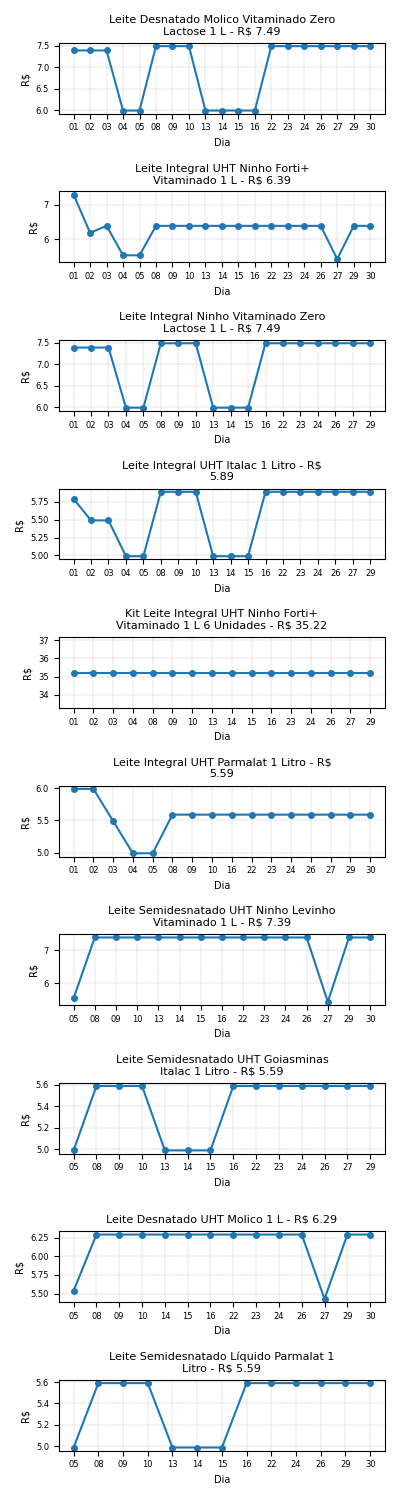 Leite Desnatado Molico Vitaminado Zero
Lactose 1 L - R$ 7.49
7.5
7.0
6.5
6.0
R$
01 02 03 04 05 08 09 10 13 14 15 16 22 23 24 26 27 29 30
Dia
Leite Integral UHT Ninho Forti+
Vitaminado 1 L - R$ 6.39
7
6
R$
01 02 03 04 05 08 09 10 13 14 15 16 22 23 24 26 27 29 30
Dia
Leite Integral Ninho Vitaminado Zero
Lactose 1 L - R$ 7.49
7.5
7.0
6.5
6.0
R$
01 02 03 04 05 08 09 10 13 14 15 16 22 23 24 26 27 29
Dia
Leite Integral UHT Italac 1 Litro - R$
5.89
5.75
5.50
5.25
5.00
R$
01 02 03 04 05 08 09 10 13 14 15 16 22 23 24 26 27 29
Dia
Kit Leite Integral UHT Ninho Forti+
Vitaminado 1 L 6 Unidades - R$ 35.22
37
36
35
34
R$
01 02 03 04 08 09 10 13 14 15 16 23 24 26 27 29
Dia
Leite Integral UHT Parmalat 1 Litro - R$
5.59
6.0
5.5
5.0
R$
01 02 03 04 05 08 09 10 16 22 23 24 26 27 29 30
Dia
Leite Semidesnatado UHT Ninho Levinho
Vitaminado 1 L - R$ 7.39
7
6
R$
05 08 09 10 13 14 15 16 22 23 24 26 27 29 30
Dia
Leite Semidesnatado UHT Goiasminas
Italac 1 Litro - R$ 5.59
5.6
5.4
5.2
5.0
R$
05 08 09 10 13 14 15 16 22 23 24 26 27 29
Dia
Leite Desnatado UHT Molico 1 L - R$ 6.29
6.25
6.00
5.75
5.50
R$
05 08 09 10 14 15 16 22 23 24 26 27 29 30
Dia
Leite Semidesnatado Líquido Parmalat 1
Litro - R$ 5.59
5.6
5.4
5.2
5.0
R$
05 08 09 10 13 14 15 16 22 24 26 29 30
Dia